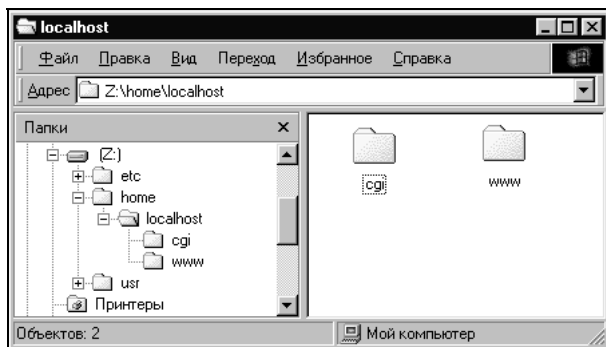 localhost
Файл Правка Вид Переход Избранное Справка
Адрес Z:\home\localhost
Папки
(Z:)
etc
home
localhost
cgi
www
usr
Принтеры
cgi
www
Объектов: 2
Мой компьютер